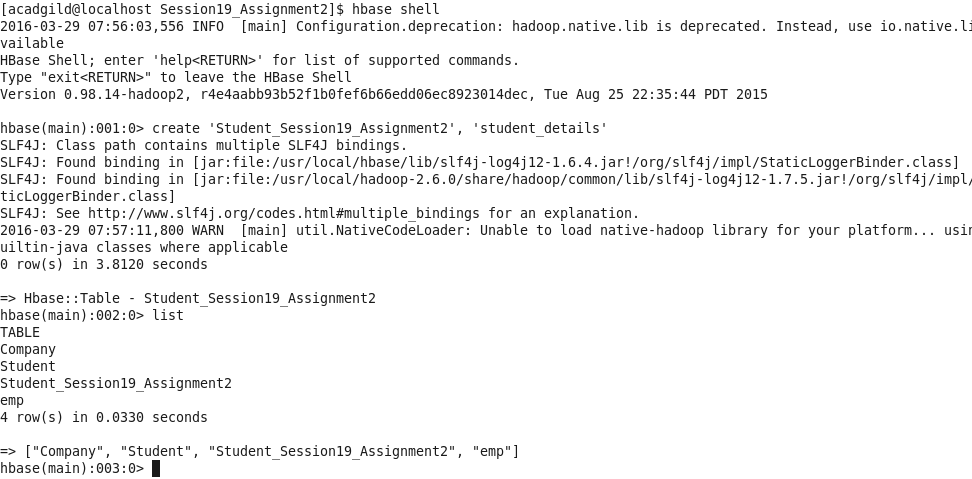 [acadgild@localhost Session19_Assignment2]$ hbase shell
2016-03-29 07:56:03,556 INFO  [main] Configuration.deprecation: hadoop.native.lib is deprecated. Instead, use io.native.li
vailable
HBase Shell; enter 'help<RETURN>' for list of supported commands.
Type "exit<RETURN>" to leave the HBase Shell
Version 0.98.14-hadoop2, r4e4aabb93b52f1b0fef6b66edd06ec8923014dec, Tue Aug 25 22:35:44 PDT 2015
hbase(main):001:0> create 'Student_Session19_Assignment2', 'student_details'
SLF4J: Class path contains multiple SLF4J bindings.
SLF4J: Found binding in [jar:file:/usr/local/hbase/lib/slf4j-log4j12-1.6.4.jar!/org/slf4j/impl/StaticLoggerBinder.class]
SLF4J: Found binding in [jar:file:/usr/local/hadoop-2.6.0/share/hadoop/common/lib/slf4j-log4j12-1.7.5.jar!/org/slf4j/impl/
ticLoggerBinder.class]
SLF4J: See http://www.slf4j.org/codes.html#multiple_bindings for an explanation.
2016-03-29 07:57:11,800 WARN  [main] util.NativeCodeLoader: Unable to load native-hadoop library for your platform... usin
uiltin-java classes where applicable
0 row(s) in 3.8120 seconds
=> Hbase::Table - Student_Session19_Assignment2
hbase(main):002:0> list
TABLE
Company
Student
Student_Session19_Assignment2
emp
4 row(s) in 0.0330 seconds
=> ["Company", "Student", "Student_Session19_Assignment2", "emp"]
hbase(main):003:0>